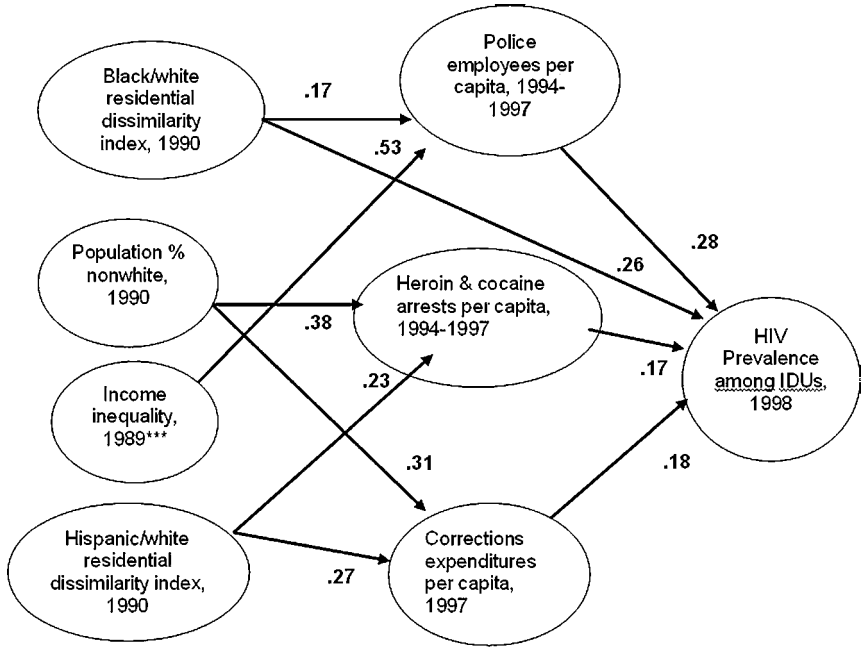 Black/white
residential
dissimilarity
index, 1990
.17
Police
employees per
capita, 1994-
1997
.53
.28
.26
Population %
nonwhite,
1990
.38
Heroin & cocaine
arrests per capita,
1994-1997
.17
HIV
Prevalence
among IDUs,
1998
Income
inequality,
1989***
.23
.31
.18
Hispanic/white
residential
dissimilarity index,
1990
.27
Corrections
expenditures
per capita,
1997